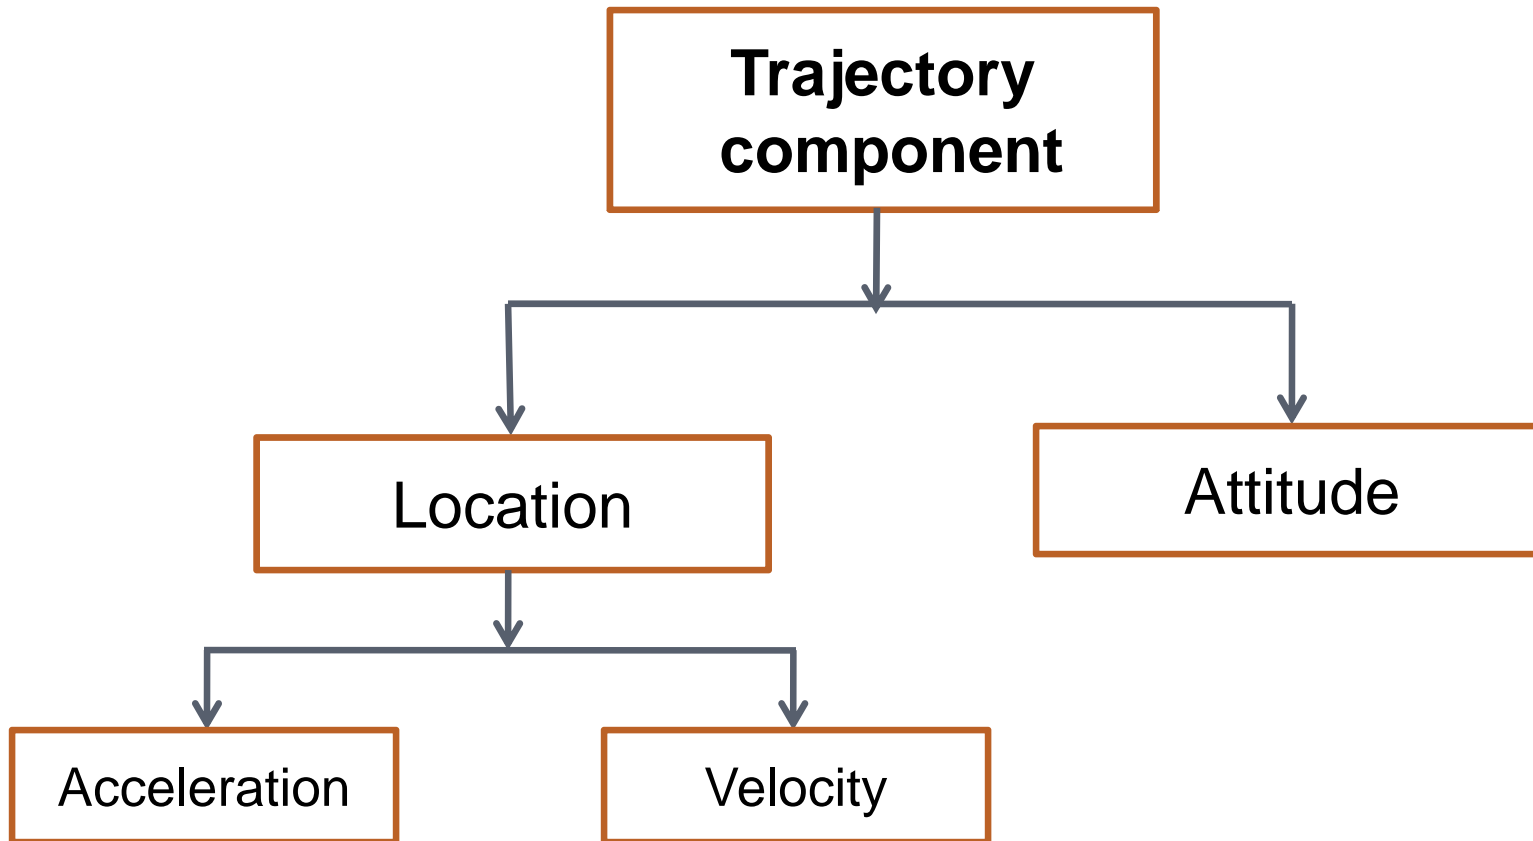 Trajectory
component
Location
Attitude
Acceleration
Velocity